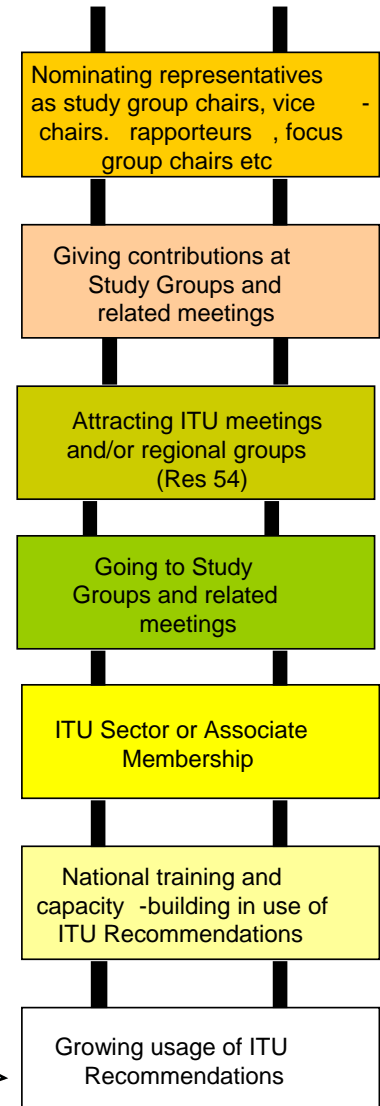 Nominating representatives
as study group chairs, vice -
chairs. rapporteurs , focus
group chairs etc
Giving contributions at
Study Groups and
related meetings
Attracting ITU meetings
and/or regional groups
(Res 54)
Going to Study
Groups and related
meetings
ITU Sector or Associate
Membership
National training and
capacity -building in use of
ITU Recommendations
Growing usage of ITU
Recommendations